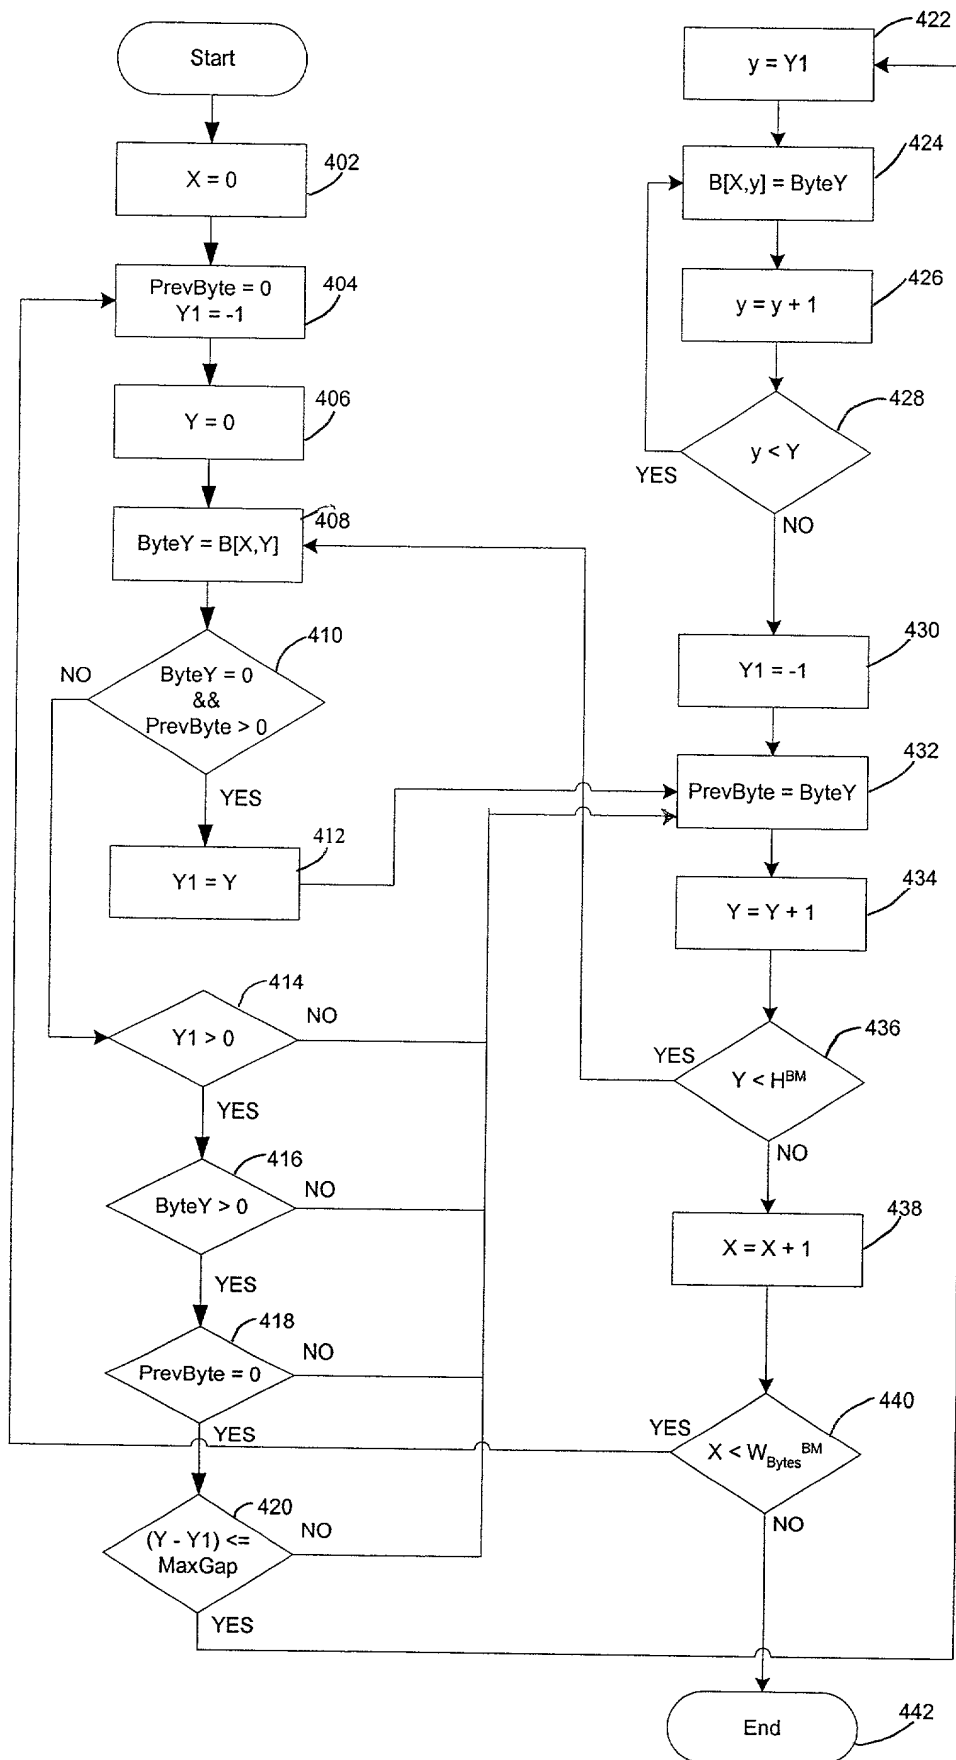 Start
402
X = 0
PrevByte = 0
Y1 = -1
404
406
Y = 0
408
ByteY = B[X,Y]
410
NO
ByteY = 0
&&
PrevByte > 0
YES
412
Y1 = Y
414
Y1 > 0
NO
YES
416
ByteY > 0
NO
YES
418
PrevByte = 0
NO
YES
420
(Y - Y1) <=
MaxGap
NO
YES
422
y = Y1
424
B[X,y] = ByteY
426
y = y + 1
428
y < Y
YES
NO
430
Y1 = -1
432
PrevByte = ByteY
434
Y = Y + 1
436
YES
Y < H^BM
NO
438
X = X + 1
440
YES
X < W_Bytes^BM
NO
End
442